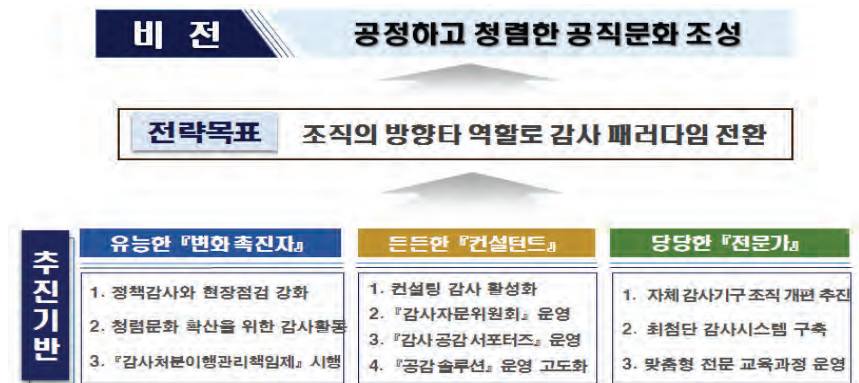 비 전
공정하고 청렴한 공직문화 조성
전략목표
조직의 방향타 역할로 감사 패러다임 전환
추진기반
유능한 『변화 촉진자』
1. 정책감사와 현장점검 강화
2. 청렴문화 확산을 위한 감사활동
3. 『감사처분이행관리책임제』 시행
든든한 『컨설턴트』
1. 컨설팅 감사 활성화
2. 『감사자문위원회』 운영
3. 『감사 공감 서포터즈』 운영
4. 『공감 솔루션』 운영 고도화
당당한 『전문가』
1. 자체 감사기구 조직 개편 추진
2. 최첨단 감사시스템 구축
3. 맞춤형 전문 교육과정 운영